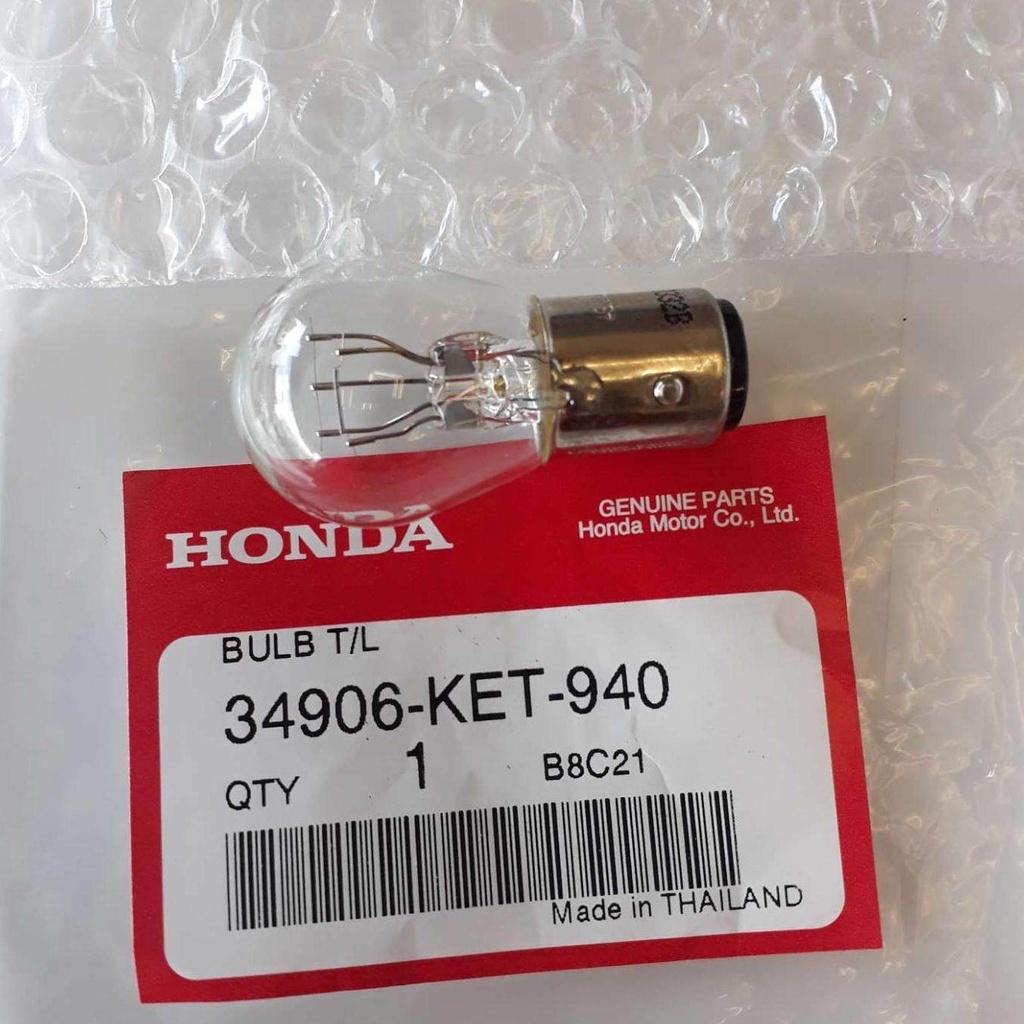 HONDA
GENUINE PARTS
Honda Motor Co., Ltd.
BULB T/L
34906-KET-940
QTY 1 B8C21
Made in THAILAND